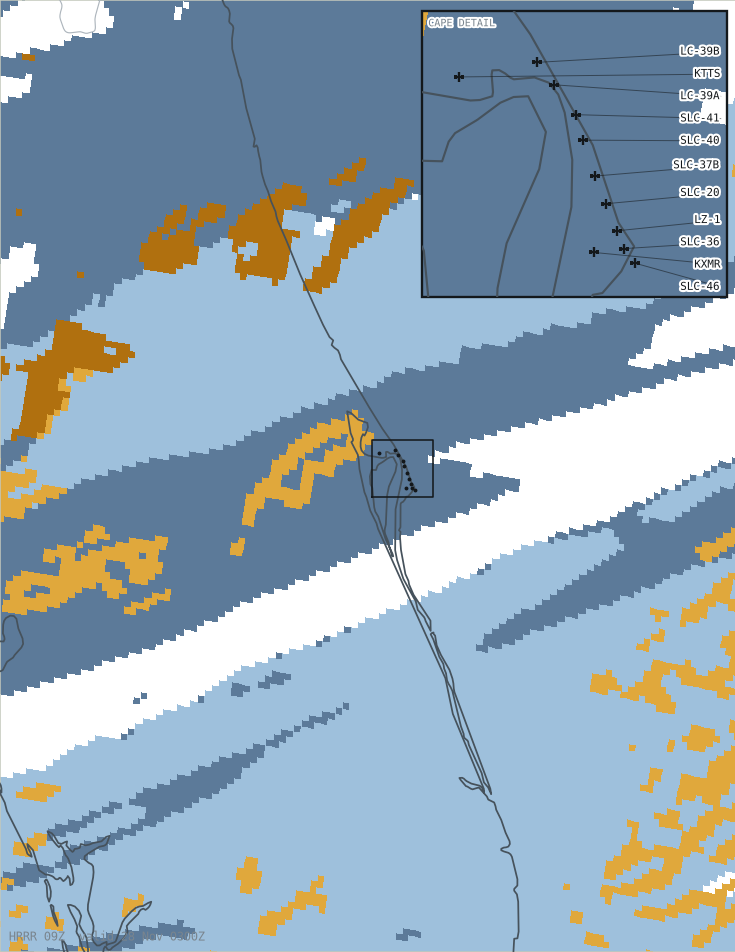 CAPE DETAIL
LC-39B
KTTS
LC-39A
SLC-41
SLC-40
SLC-37B
SLC-20
LZ-1
SLC-36
KXMR
SLC-46
HRRR 09Z